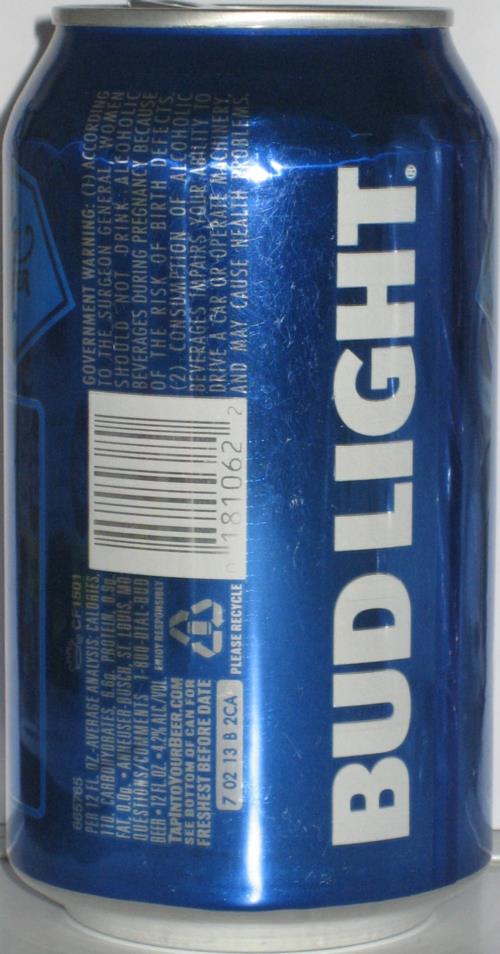 GOVERNMENT WARNING: (1) ACCORDING
TO THE SURGEON GENERAL, WOMEN
SHOULD NOT DRINK ALCOHOLIC
BEVERAGES DURING PREGNANCY BECAUSE
OF THE RISK OF BIRTH DEFECTS.
(2) CONSUMPTION OF ALCOHOLIC
BEVERAGES IMPAIRS YOUR ABILITY TO
DRIVE A CAR OR OPERATE MACHINERY,
AND MAY CAUSE HEALTH PROBLEMS.
0 181062 2
665765
CF1501
PER 12 FL. OZ.-AVERAGE ANALYSIS: CALORIES,
110, CARBOHYDRATES, 6.6g, PROTEIN, 0.9g,
FAT, 0.0g. • ANHEUSER-BUSCH, ST. LOUIS, MO
QUESTIONS/COMMENTS 1-800-DIAL-BUD
BEER • 12 FL.OZ. • 4.2% ALC./VOL.
ENJOY RESPONSIBLY
TAPINTOYOURBEER.COM
SEE BOTTOM OF CAN FOR
FRESHEST BEFORE DATE
7 02 13 B 2CA
PLEASE RECYCLE
BUD LIGHT®